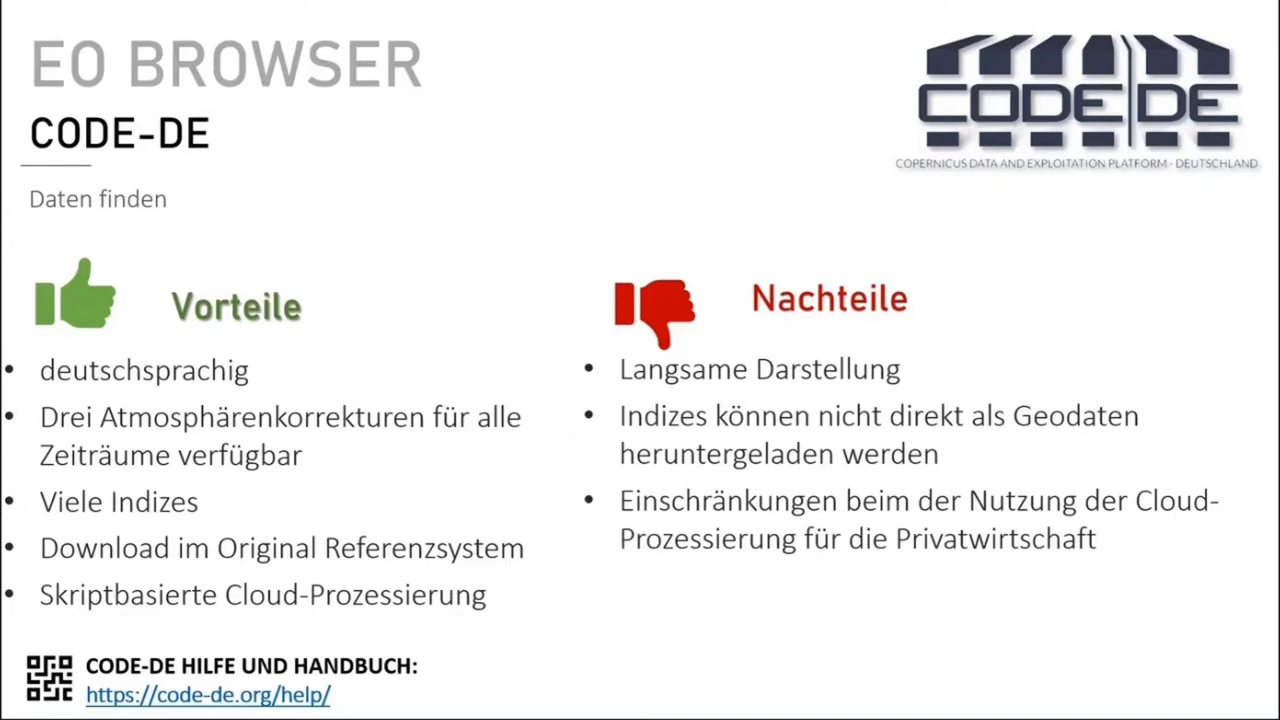 EO BROWSER
CODE-DE
Daten finden
CODE DE
COPERNICUS DATA AND EXPLOITATION PLATFORM - DEUTSCHLAND
Vorteile
• deutschsprachig
• Drei Atmosphärenkorrekturen für alle
Zeiträume verfügbar
• Viele Indizes
• Download im Original Referenzsystem
• Skriptbasierte Cloud-Prozessierung
Nachteile
• Langsame Darstellung
• Indizes können nicht direkt als Geodaten
heruntergeladen werden
• Einschränkungen beim der Nutzung der Cloud-
Prozessierung für die Privatwirtschaft
CODE-DE HILFE UND HANDBUCH:
https://code-de.org/help/